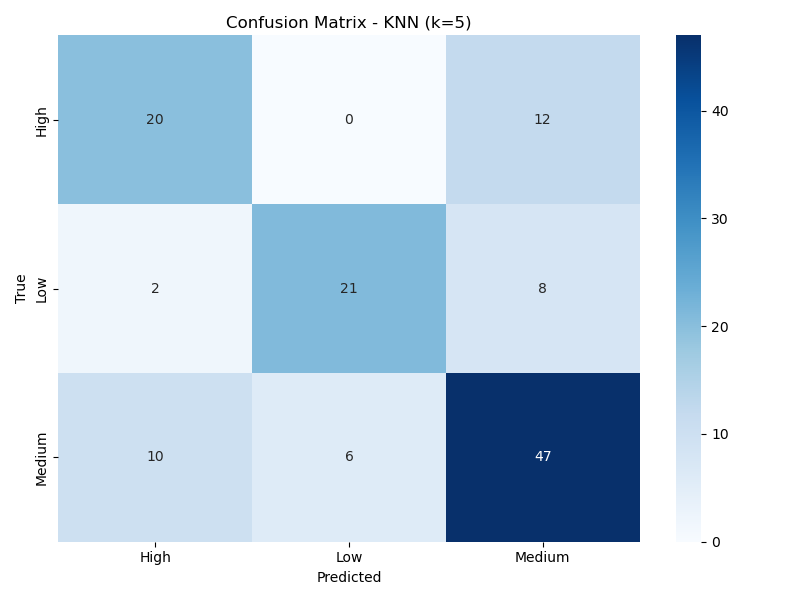 Confusion Matrix - KNN (k=5)
High
20
0
12
Low
2
21
8
Medium
10
6
47
True
High
Low
Medium
Predicted
40
30
20
10
0